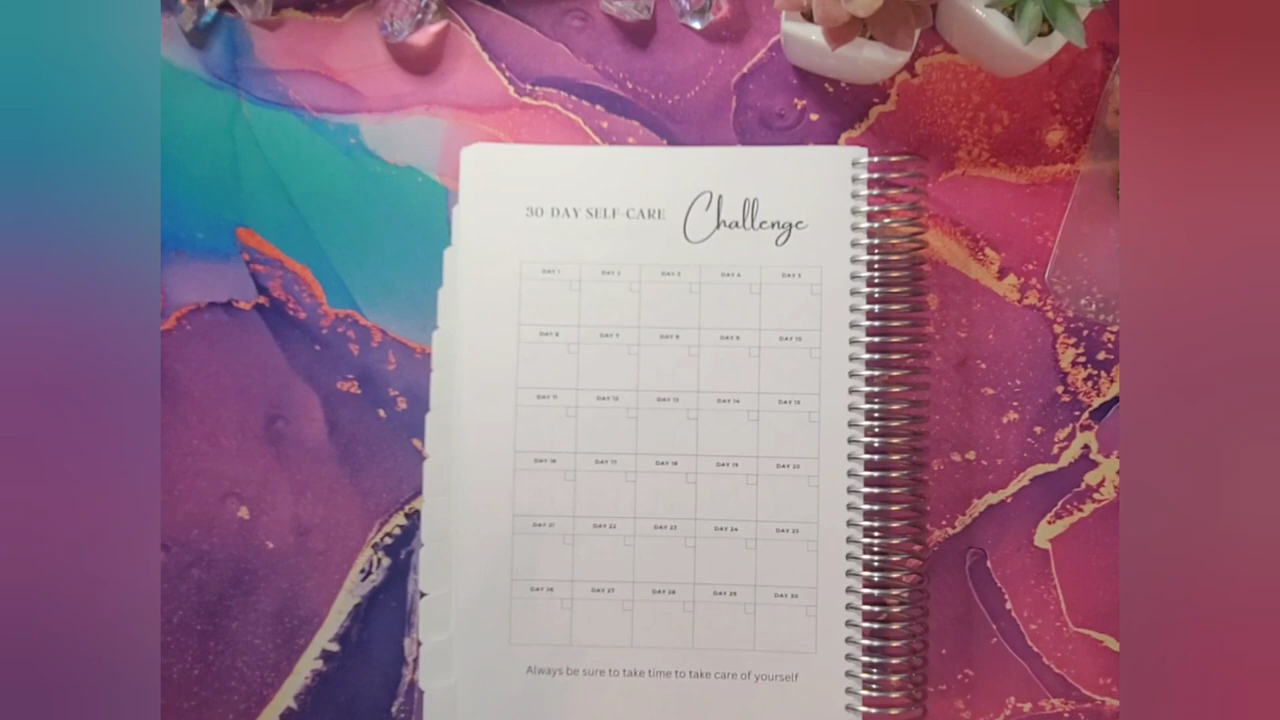 30 DAY SELF-CARE Challenge
DAY 1 DAY 2 DAY 3 DAY 4 DAY 5
DAY 6 DAY 7 DAY 8 DAY 9 DAY 10
DAY 11 DAY 12 DAY 13 DAY 14 DAY 15
DAY 16 DAY 17 DAY 18 DAY 19 DAY 20
DAY 21 DAY 22 DAY 23 DAY 24 DAY 25
DAY 26 DAY 27 DAY 28 DAY 29 DAY 30
Always be sure to take time to take care of yourself